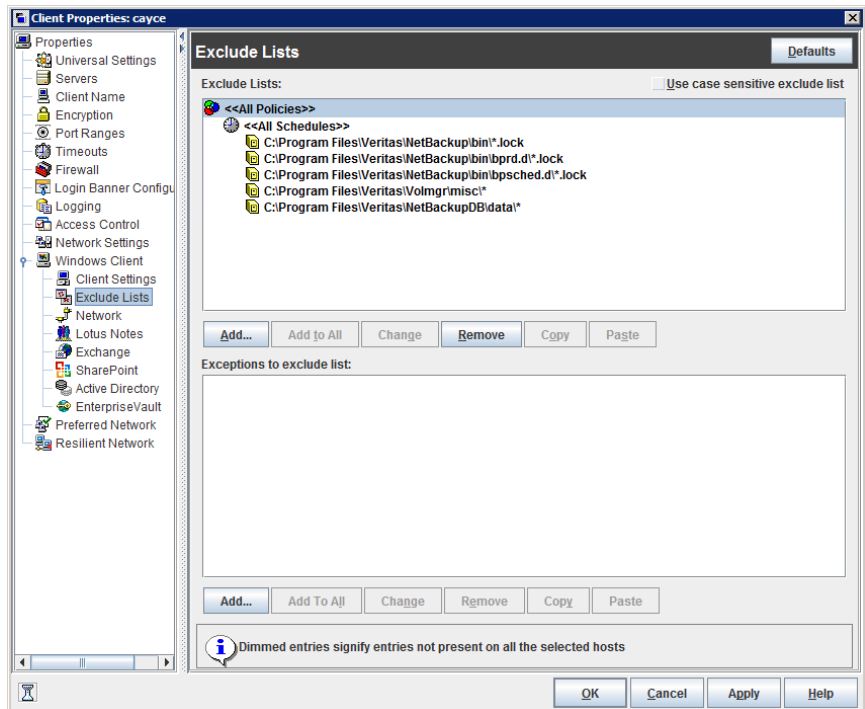 Client Properties: cayce
Properties
Universal Settings
Servers
Client Name
Encryption
Port Ranges
Timeouts
Firewall
Login Banner Configu
Logging
Access Control
Network Settings
Windows Client
Client Settings
Exclude Lists
Network
Lotus Notes
Exchange
SharePoint
Active Directory
EnterpriseVault
Preferred Network
Resilient Network
Exclude Lists
Defaults
Exclude Lists:
Use case sensitive exclude list
<<All Policies>>
<<All Schedules>>
C:\Program Files\Veritas\NetBackup\bin\*.lock
C:\Program Files\Veritas\NetBackup\bin\bprd.d\*.lock
C:\Program Files\Veritas\NetBackup\bin\bpsched.d\*.lock
C:\Program Files\Veritas\Volmgr\misc\*
C:\Program Files\Veritas\NetBackupDB\data\*
Add... Add to All Change Remove Copy Paste
Exceptions to exclude list:
Add... Add To All Change Remove Copy Paste
Dimmed entries signify entries not present on all the selected hosts
OK Cancel Apply Help